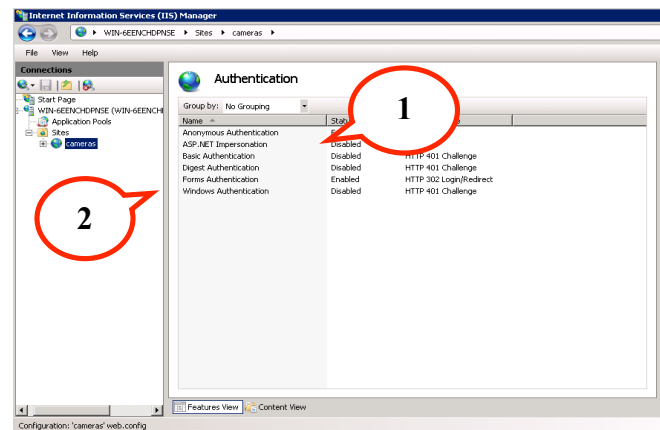 Internet Information Services (IIS) Manager
WIN-6EENCHDPNSE Sites cameras
File View Help
Connections
Start Page
WIN-6EENCHDPNSE (WIN-6EENCH
Application Pools
Sites
cameras
Authentication
Group by: No Grouping
Name
Anonymous Authentication
ASP.NET Impersonation Disabled
Basic Authentication Disabled HTTP 401 Challenge
Digest Authentication Disabled HTTP 401 Challenge
Forms Authentication Enabled HTTP 302 Login/Redirect
Windows Authentication Disabled HTTP 401 Challenge
1
2
Features View Content View
Configuration: 'cameras' web.config